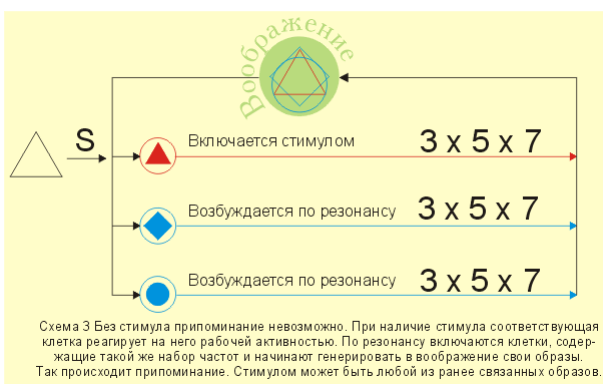 Воображение
S
Включается стимулом 3 x 5 x 7
Возбуждается по резонансу 3 x 5 x 7
Возбуждается по резонансу 3 x 5 x 7
Схема 3 Без стимула припоминание невозможно. При наличие стимула соответствующая
клетка реагирует на него рабочей активностью. По резонансу включаются клетки, содер-
жащие такой же набор частот и начинают генерировать в воображение свои образы.
Так происходит припоминание. Стимулом может быть любой из ранее связанных образов.